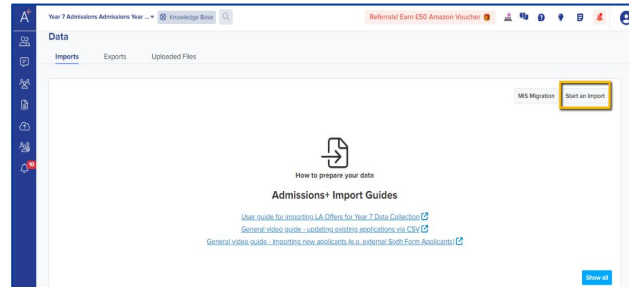 A+
Year 7 Admissions Admissions Year ... Knowledge Base
Referrals! Earn £50 Amazon Voucher
Data
Imports Exports Uploaded Files
MIS Migration Start an Import
10
How to prepare your data
Admissions+ Import Guides
User guide for importing LA Offers for Year 7 Data Collection
General video guide - updating existing applications via CSV
General video guide - Importing new applicants (e.g. external Sixth Form Applicants)
Show all